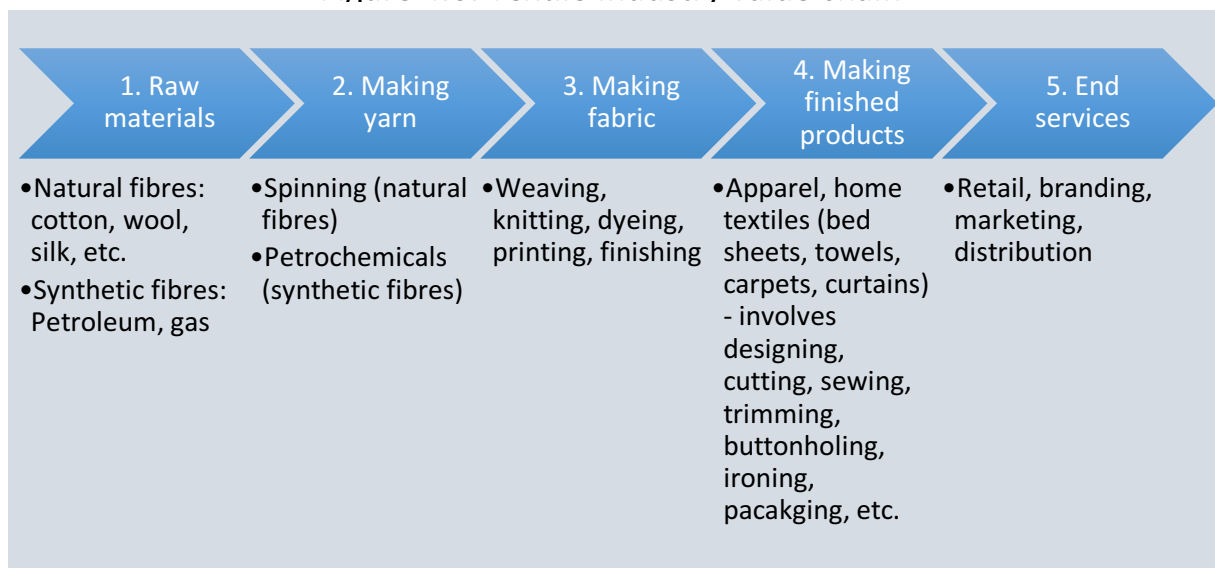 1. Raw
materials
2. Making
yarn
3. Making
fabric
4. Making
finished
products
5. End
services
•Natural fibres:
cotton, wool,
silk, etc.
•Synthetic fibres:
Petroleum, gas
•Spinning (natural
fibres)
•Petrochemicals
(synthetic fibres)
•Weaving,
knitting, dyeing,
printing, finishing
•Apparel, home
textiles (bed
sheets, towels,
carpets, curtains)
- involves
designing,
cutting, sewing,
trimming,
buttonholing,
ironing,
pacakging, etc.
•Retail, branding,
marketing,
distribution